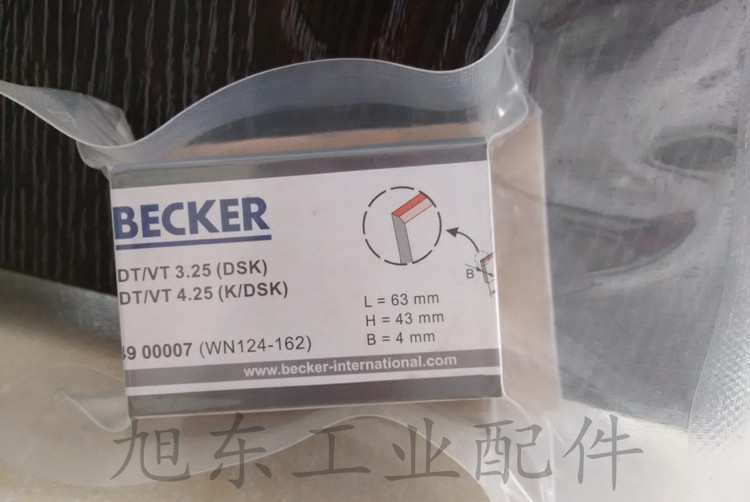 BECKER
DT/VT 3.25 (DSK)
DT/VT 4.25 (K/DSK)
49 00007 (WN124-162)
B
L = 63 mm
H = 43 mm
B = 4 mm
www.becker-international.com
旭东工业配件